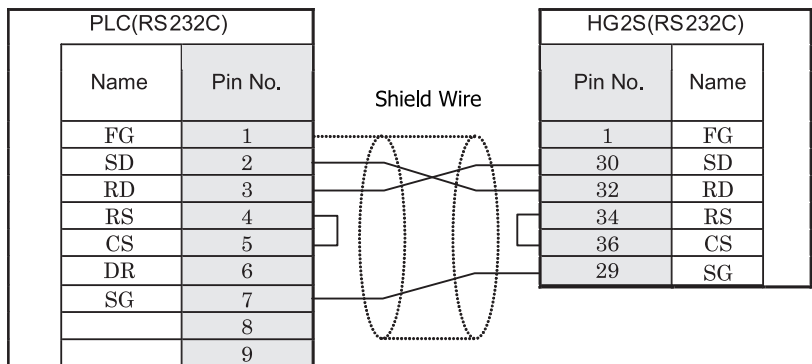 PLC(RS232C)
Name Pin No.
FG 1
SD 2
RD 3
RS 4
CS 5
DR 6
SG 7
8
9
Shield Wire
HG2S(RS232C)
Pin No. Name
1 FG
30 SD
32 RD
34 RS
36 CS
29 SG